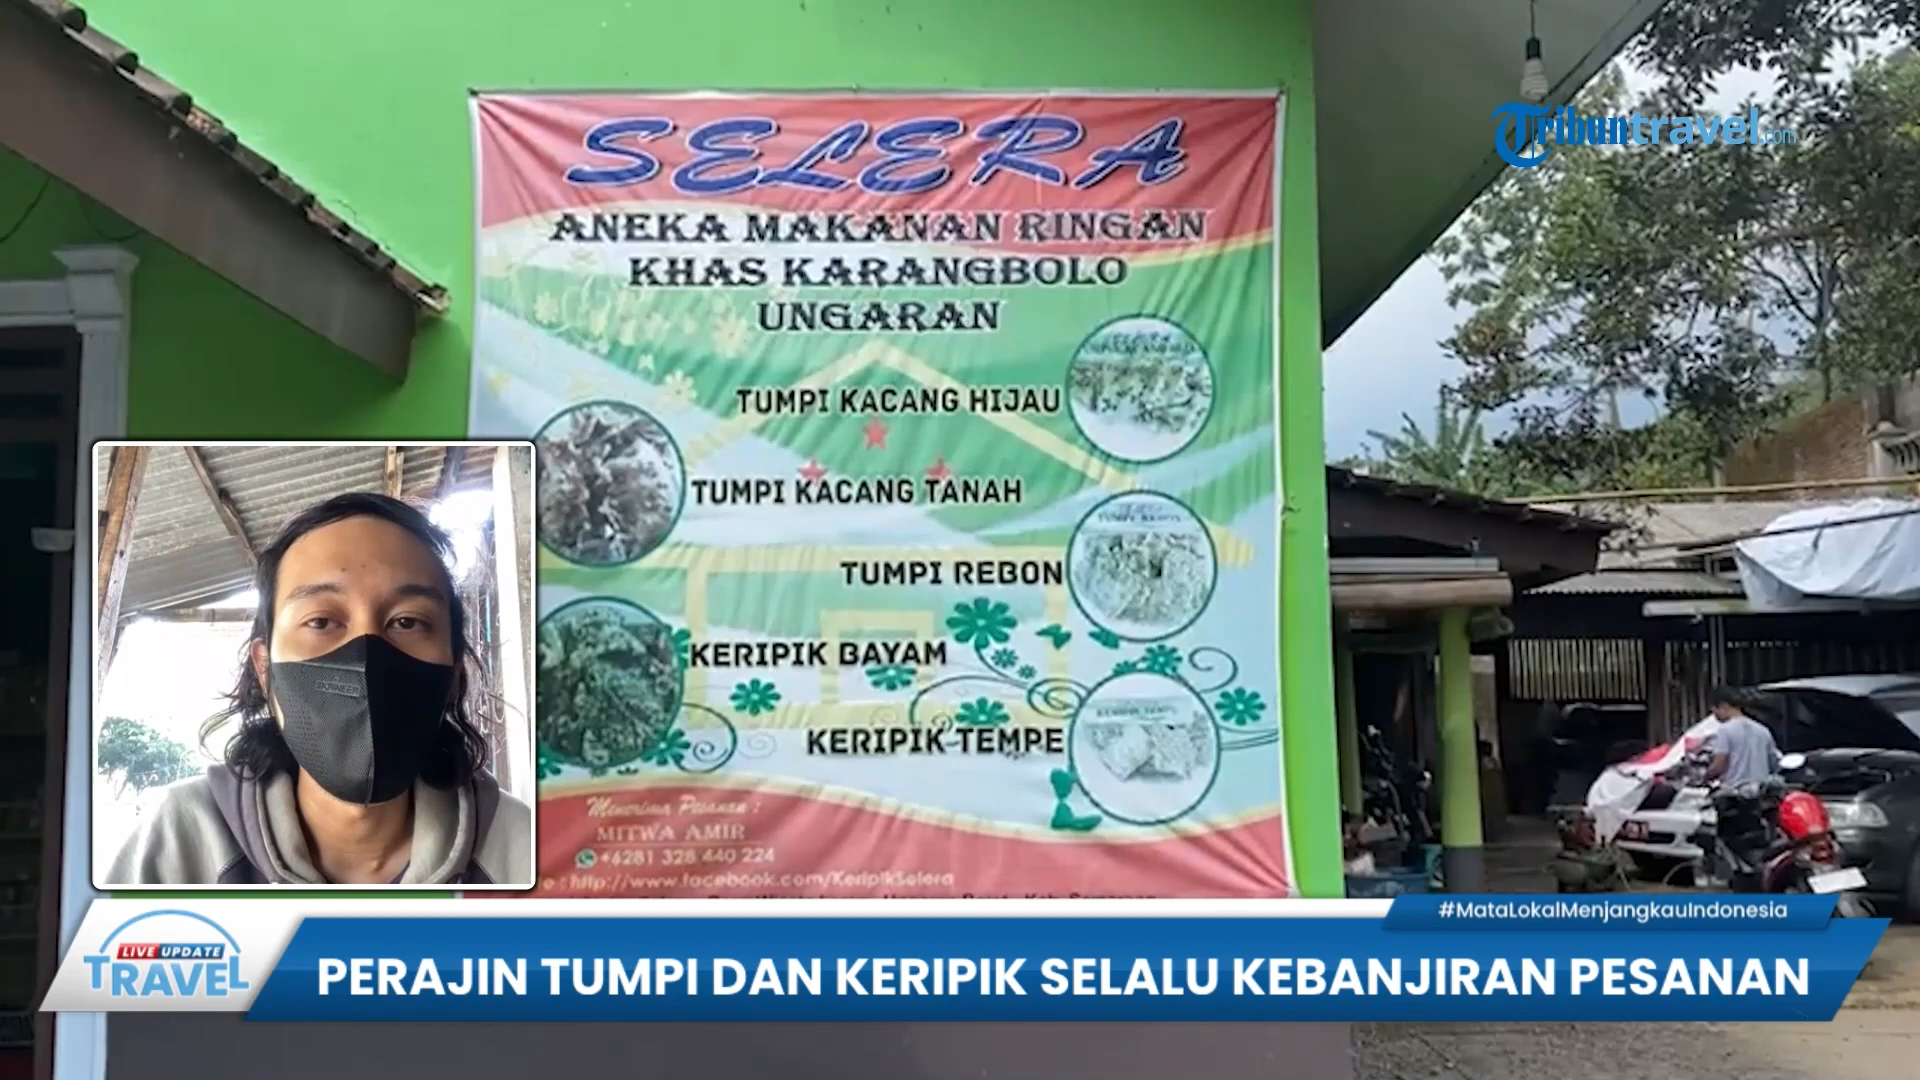 Tribuntravel.com
SELERA
ANEKA MAKANAN RINGAN
KHAS KARANGBOLO
UNGARAN
TUMPI KACANG HIJAU
TUMPI KACANG TANAH
TUMPI REBON
KERIPIK BAYAM
KERIPIK TEMPE
Menerima Pesanan :
MITWA AMIR
+6281 328 440 224
: http://www.facebook.com/KeripikSelera
#MataLokalMenjangkauIndonesia
LIVE UPDATE
TRAVEL
PERAJIN TUMPI DAN KERIPIK SELALU KEBANJIRAN PESANAN